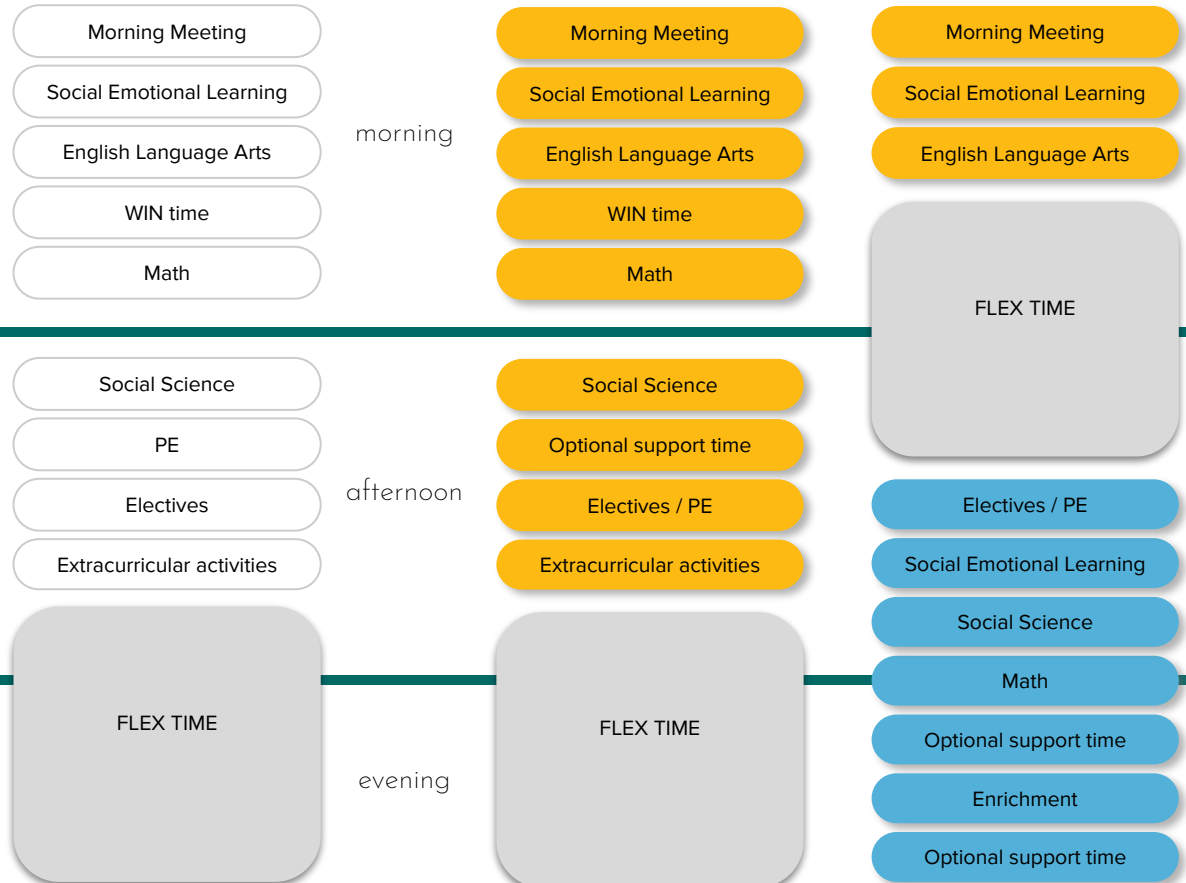 Morning Meeting
Social Emotional Learning
English Language Arts
WIN time
Math
Social Science
PE
Electives
Extracurricular activities
FLEX TIME
morning
afternoon
evening
Morning Meeting
Social Emotional Learning
English Language Arts
WIN time
Math
Social Science
Optional support time
Electives / PE
Extracurricular activities
FLEX TIME
Morning Meeting
Social Emotional Learning
English Language Arts
FLEX TIME
Electives / PE
Social Emotional Learning
Social Science
Math
Optional support time
Enrichment
Optional support time